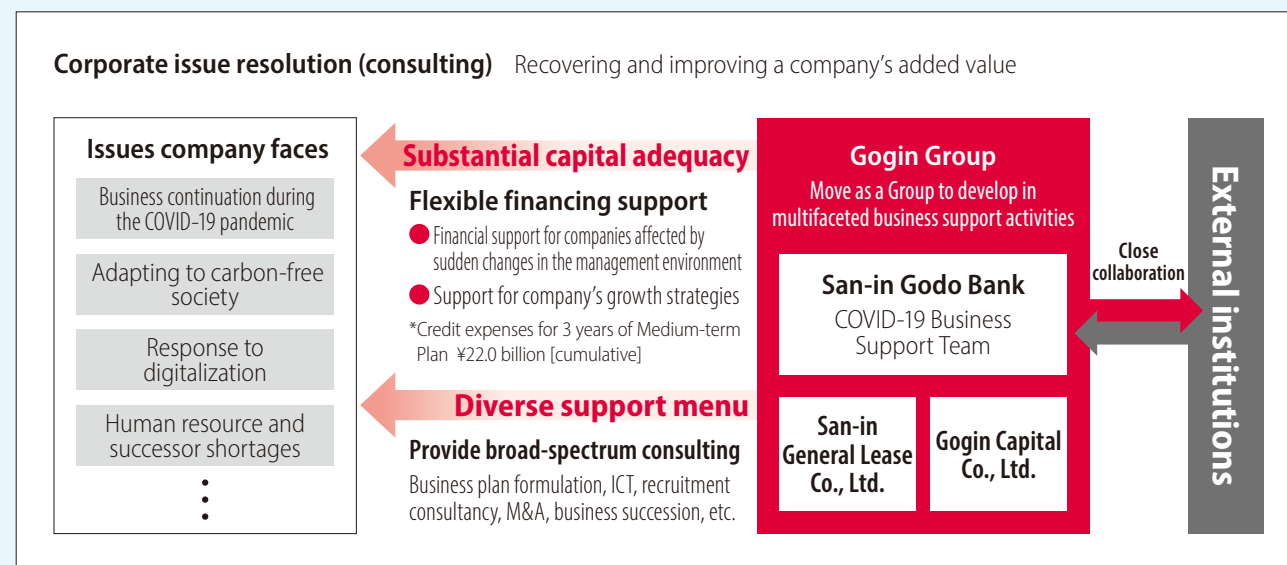 Corporate issue resolution (consulting) Recovering and improving a company's added value
Issues company faces
Business continuation during
the COVID-19 pandemic
Adapting to carbon-free
society
Response to
digitalization
Human resource and
successor shortages
Substantial capital adequacy
Flexible financing support
● Financial support for companies affected by
sudden changes in the management environment
● Support for company's growth strategies
*Credit expenses for 3 years of Medium-term
Plan ¥22.0 billion [cumulative]
Diverse support menu
Provide broad-spectrum consulting
Business plan formulation, ICT, recruitment
consultancy, M&A, business succession, etc.
Gogin Group
Move as a Group to develop in
multifaceted business support activities
San-in Godo Bank
COVID-19 Business
Support Team
San-in
General Lease
Co., Ltd.
Gogin Capital
Co., Ltd.
Close
collaboration
External institutions